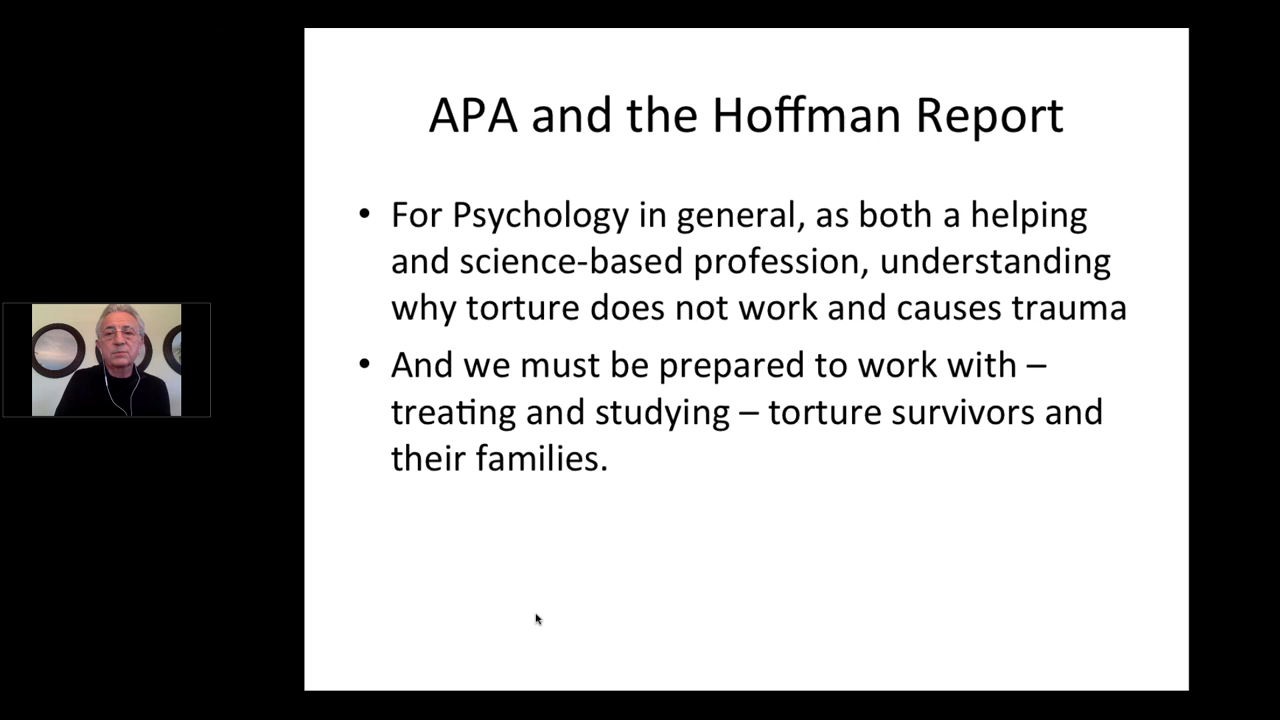 APA and the Hoffman Report
• For Psychology in general, as both a helping
and science-based profession, understanding
why torture does not work and causes trauma
• And we must be prepared to work with –
treating and studying – torture survivors and
their families.